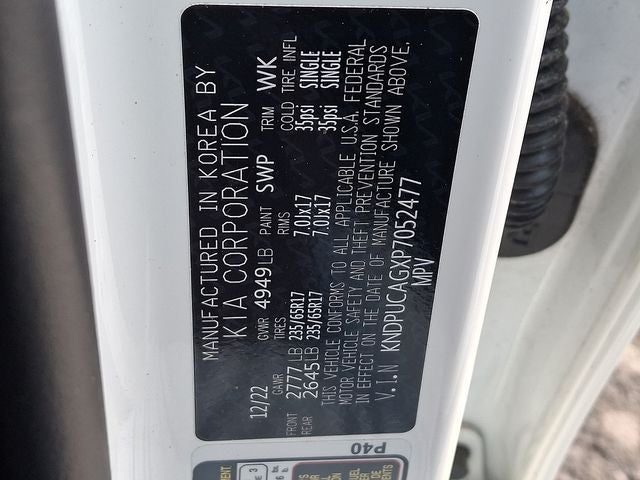 MANUFACTURED IN KOREA BY
KIA CORPORATION
12/22 GVWR 4949LB PAINT SWP TRIM WK
GAWR TIRES RIMS COLD TIRE INFL
FRONT 2777LB 235/65R17 7.0Jx17 35psi SINGLE
REAR 2645LB 235/65R17 7.0Jx17 35psi SINGLE
THIS VEHICLE CONFORMS TO ALL APPLICABLE U.S.A. FEDERAL
MOTOR VEHICLE SAFETY AND THEFT PREVENTION STANDARDS
IN EFFECT ON THE DATE OF MANUFACTURE SHOWN ABOVE.
V.I.N KNDPUCAGXP7052477
MPV
P40